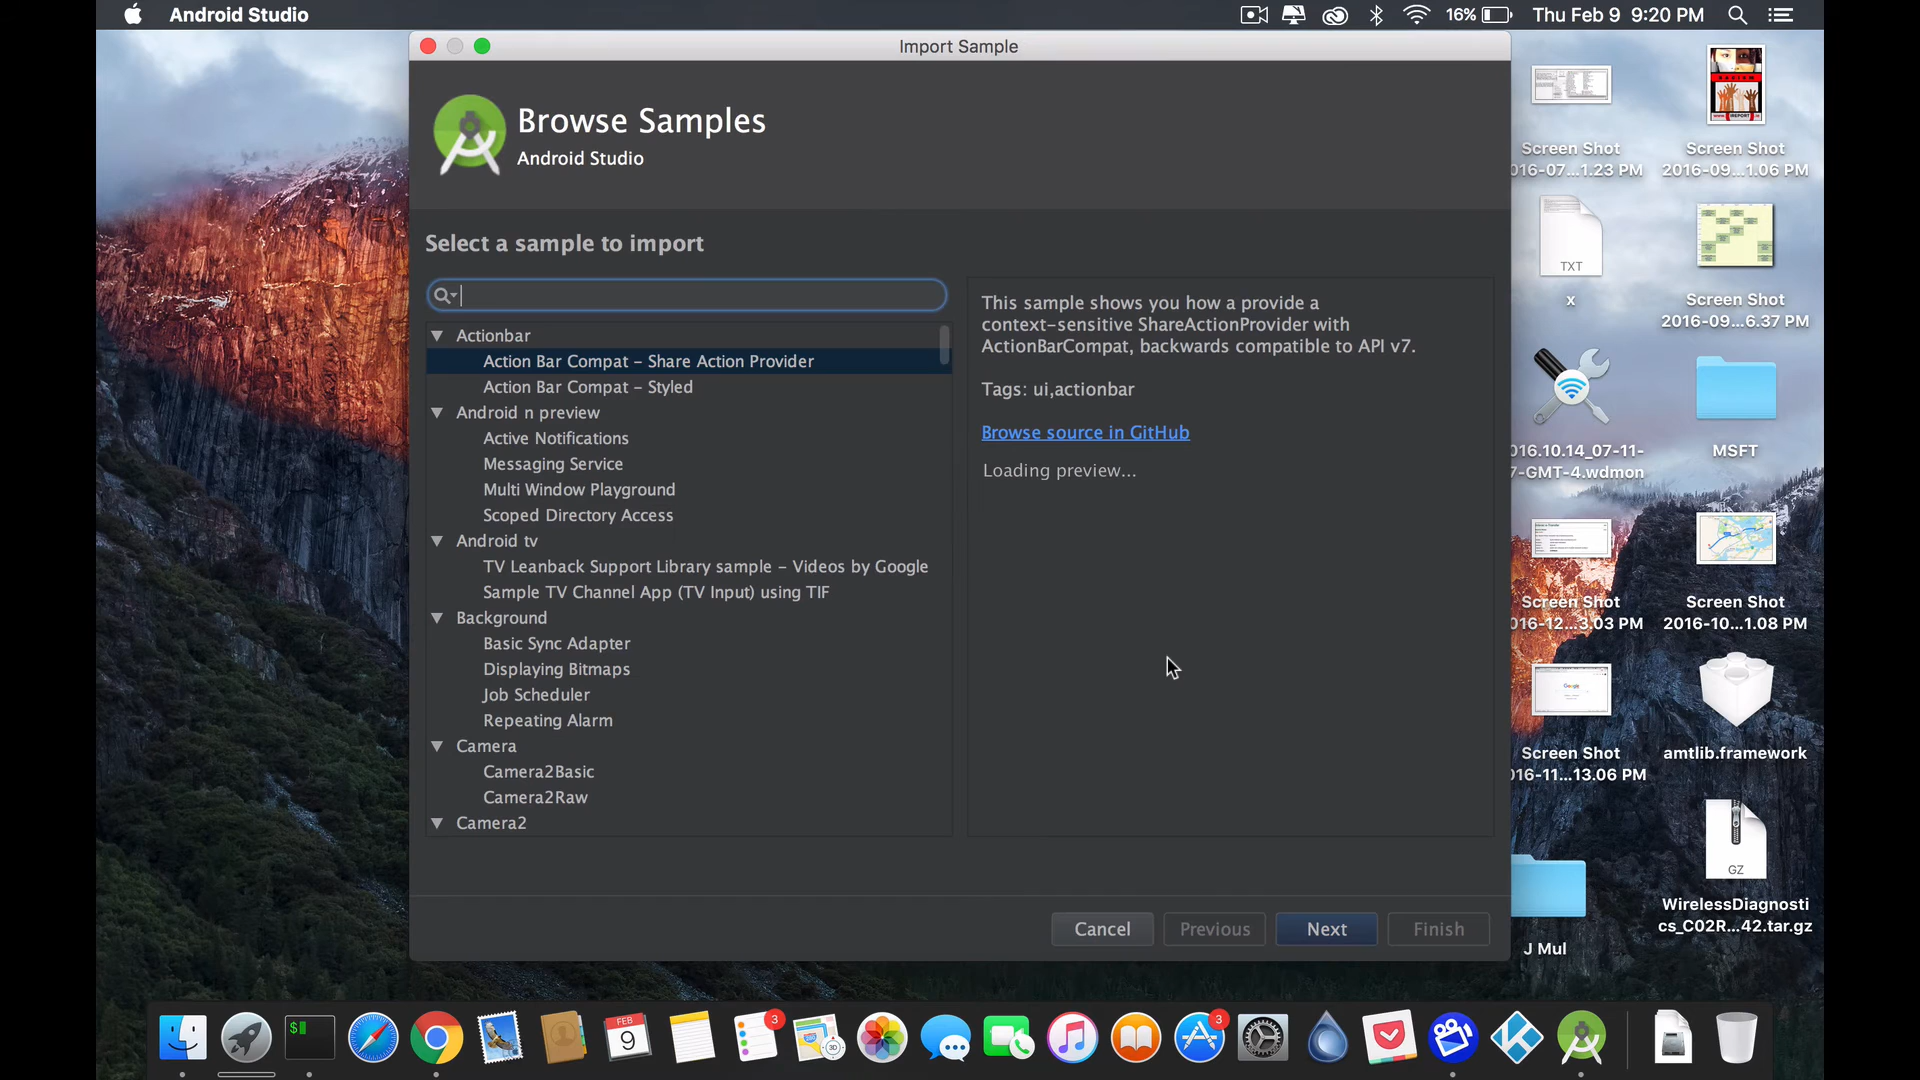 Android Studio
16%
Thu Feb 9 9:20 PM
Import Sample
Browse Samples
Android Studio
Select a sample to import
Actionbar
Action Bar Compat – Share Action Provider
Action Bar Compat – Styled
Android n preview
Active Notifications
Messaging Service
Multi Window Playground
Scoped Directory Access
Android tv
TV Leanback Support Library sample – Videos by Google
Sample TV Channel App (TV Input) using TIF
Background
Basic Sync Adapter
Displaying Bitmaps
Job Scheduler
Repeating Alarm
Camera
Camera2Basic
Camera2Raw
Camera2
This sample shows you how a provide a
context-sensitive ShareActionProvider with
ActionBarCompat, backwards compatible to API v7.
Tags: ui,actionbar
Browse source in GitHub
Loading preview...
Cancel
Previous
Next
Finish
Screen Shot
016-07...1.23 PM
Screen Shot
2016-09...1.06 PM
TXT
x
Screen Shot
2016-09...6.37 PM
016.10.14_07-11-
7-GMT-4.wdmon
MSFT
Screen Shot
016-12...3.03 PM
Screen Shot
2016-10...1.08 PM
Screen Shot
016-11...13.06 PM
amtlib.framework
GZ
WirelessDiagnosti
cs_C02R...42.tar.gz
J Mul
$
FEB
9
3
3D
3